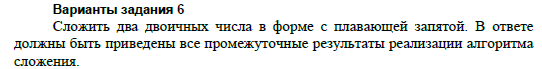 Варианты задания 6
Сложить два двоичных числа в форме с плавающей запятой. В ответе
должны быть приведены все промежуточные результаты реализации алгоритма
сложения.